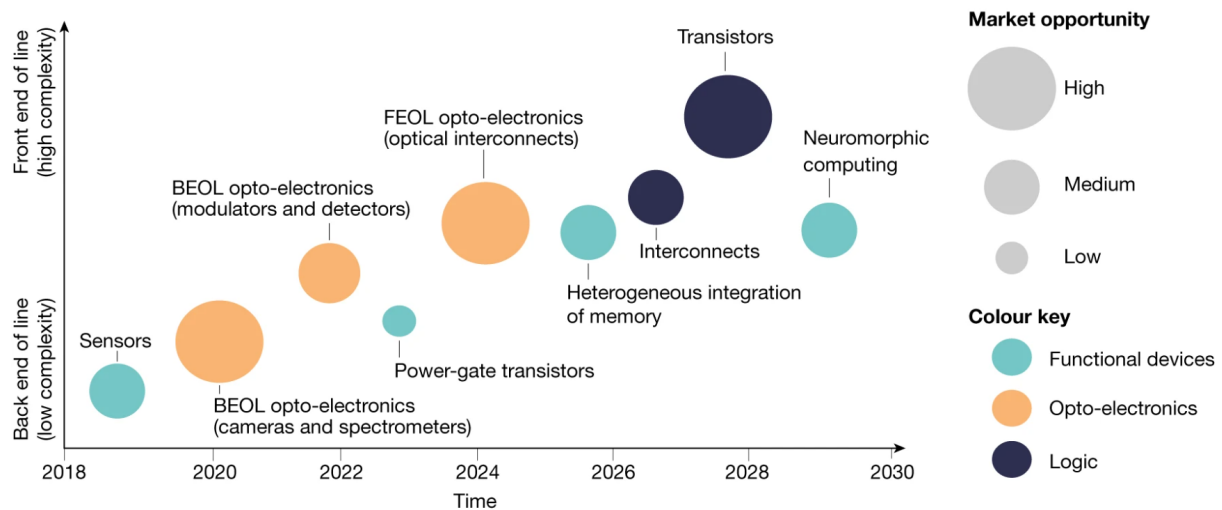 Front end of line
(high complexity)
Back end of line
(low complexity)
Sensors
BEOL opto-electronics
(cameras and spectrometers)
BEOL opto-electronics
(modulators and detectors)
Power-gate transistors
FEOL opto-electronics
(optical interconnects)
Heterogeneous integration
of memory
Interconnects
Transistors
Neuromorphic
computing
2018
2020
2022
2024
2026
2028
2030
Time
Market opportunity
High
Medium
Low
Colour key
Functional devices
Opto-electronics
Logic